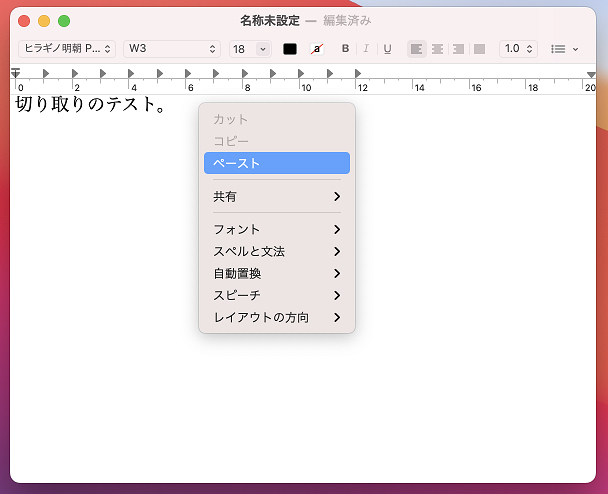 名称未設定 — 編集済み
ヒラギノ明朝 P... W3 18 a B I U 1.0
0 2 4 6 8 10 12 14 16 18 20
切り取りのテスト。
カット
コピー
ペースト
共有
フォント
スペルと文法
自動置換
スピーチ
レイアウトの方向